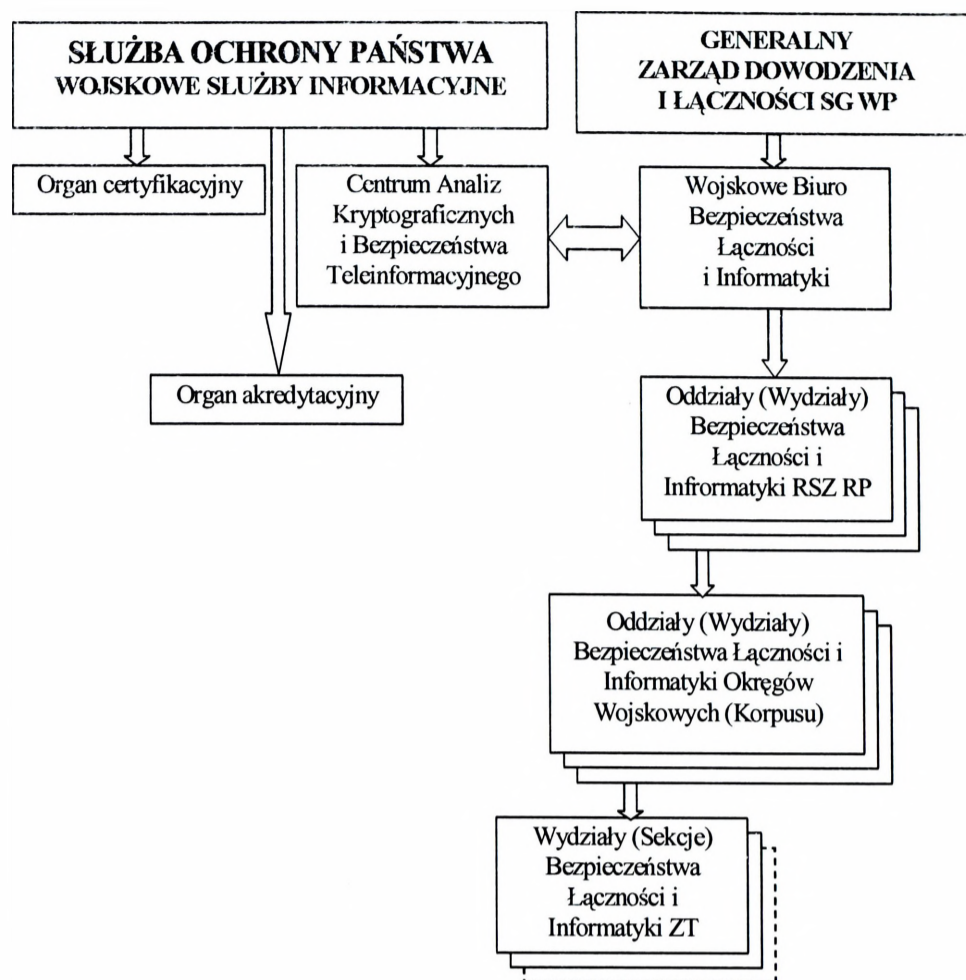 SŁUŻBA OCHRONY PAŃSTWA
WOJSKOWE SŁUŻBY INFORMACYJNE
GENERALNY
ZARZĄD DOWODZENIA
I ŁĄCZNOŚCI SG WP
Organ certyfikacyjny
Centrum Analiz
Kryptograficznych
i Bezpieczeństwa
Teleinformacyjnego
Wojskowe Biuro
Bezpieczeństwa
Łączności
i Informatyki
Organ akredytacyjny
Oddziały (Wydziały)
Bezpieczeństwa
Łączności i
Infrormatyki RSZ RP
Oddziały (Wydziały)
Bezpieczeństwa Łączności i
Informatyki Okręgów
Wojskowych (Korpusu)
Wydziały (Sekcje)
Bezpieczeństwa
Łączności i
Informatyki ZT